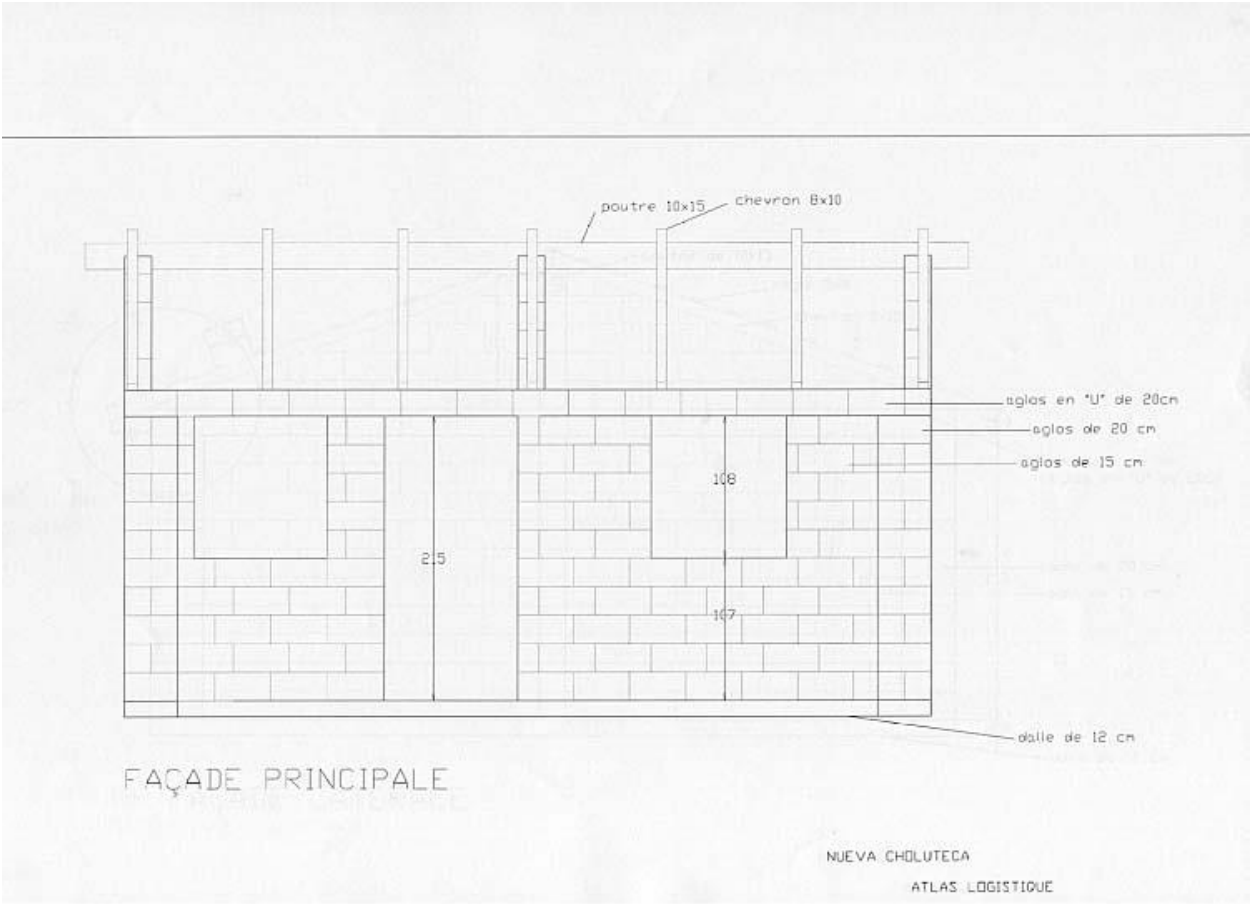 poutre 10x15
chevron 8x10
aglos en "U" de 20cm
aglos de 20 cm
aglos de 15 cm
108
2.5
107
dalle de 12 cm
FAÇADE PRINCIPALE
NUEVA CHOLUTECA
ATLAS LOGISTIQUE